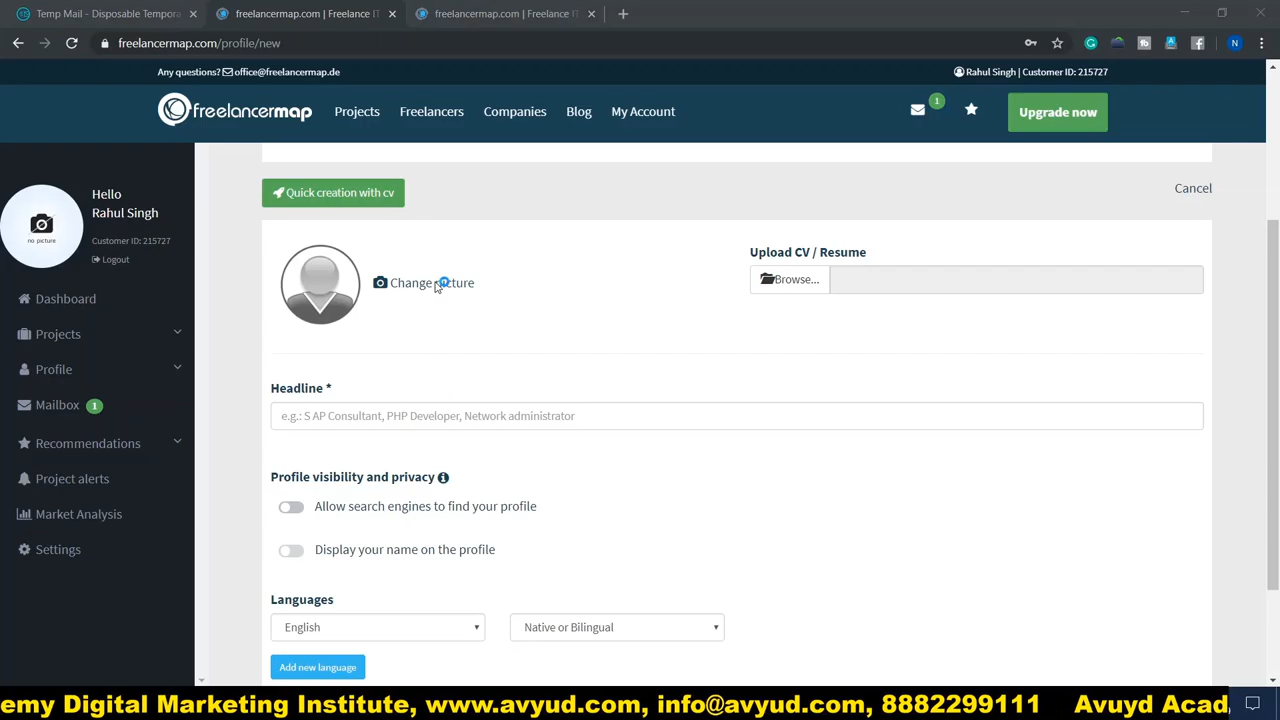 Temp Mail - Disposable Tempora
freelancermap.com | Freelance IT
freelancermap.com | Freelance IT
freelancermap.com/profile/new
N
Any questions? office@freelancermap.de
Rahul Singh | Customer ID: 215727
freelancermap
Projects
Freelancers
Companies
Blog
My Account
1
Upgrade now
no picture
Hello
Rahul Singh
Customer ID: 215727
Logout
Dashboard
Projects
Profile
Mailbox 1
Recommendations
Project alerts
Market Analysis
Settings
Quick creation with cv
Cancel
Change picture
Upload CV / Resume
Browse...
Headline *
e.g.: S AP Consultant, PHP Developer, Network administrator
Profile visibility and privacy
Allow search engines to find your profile
Display your name on the profile
Languages
English
Native or Bilingual
Add new language
emy Digital Marketing Institute, www.avyud.com, info@avyud.com, 8882299111 Avuyd Acad